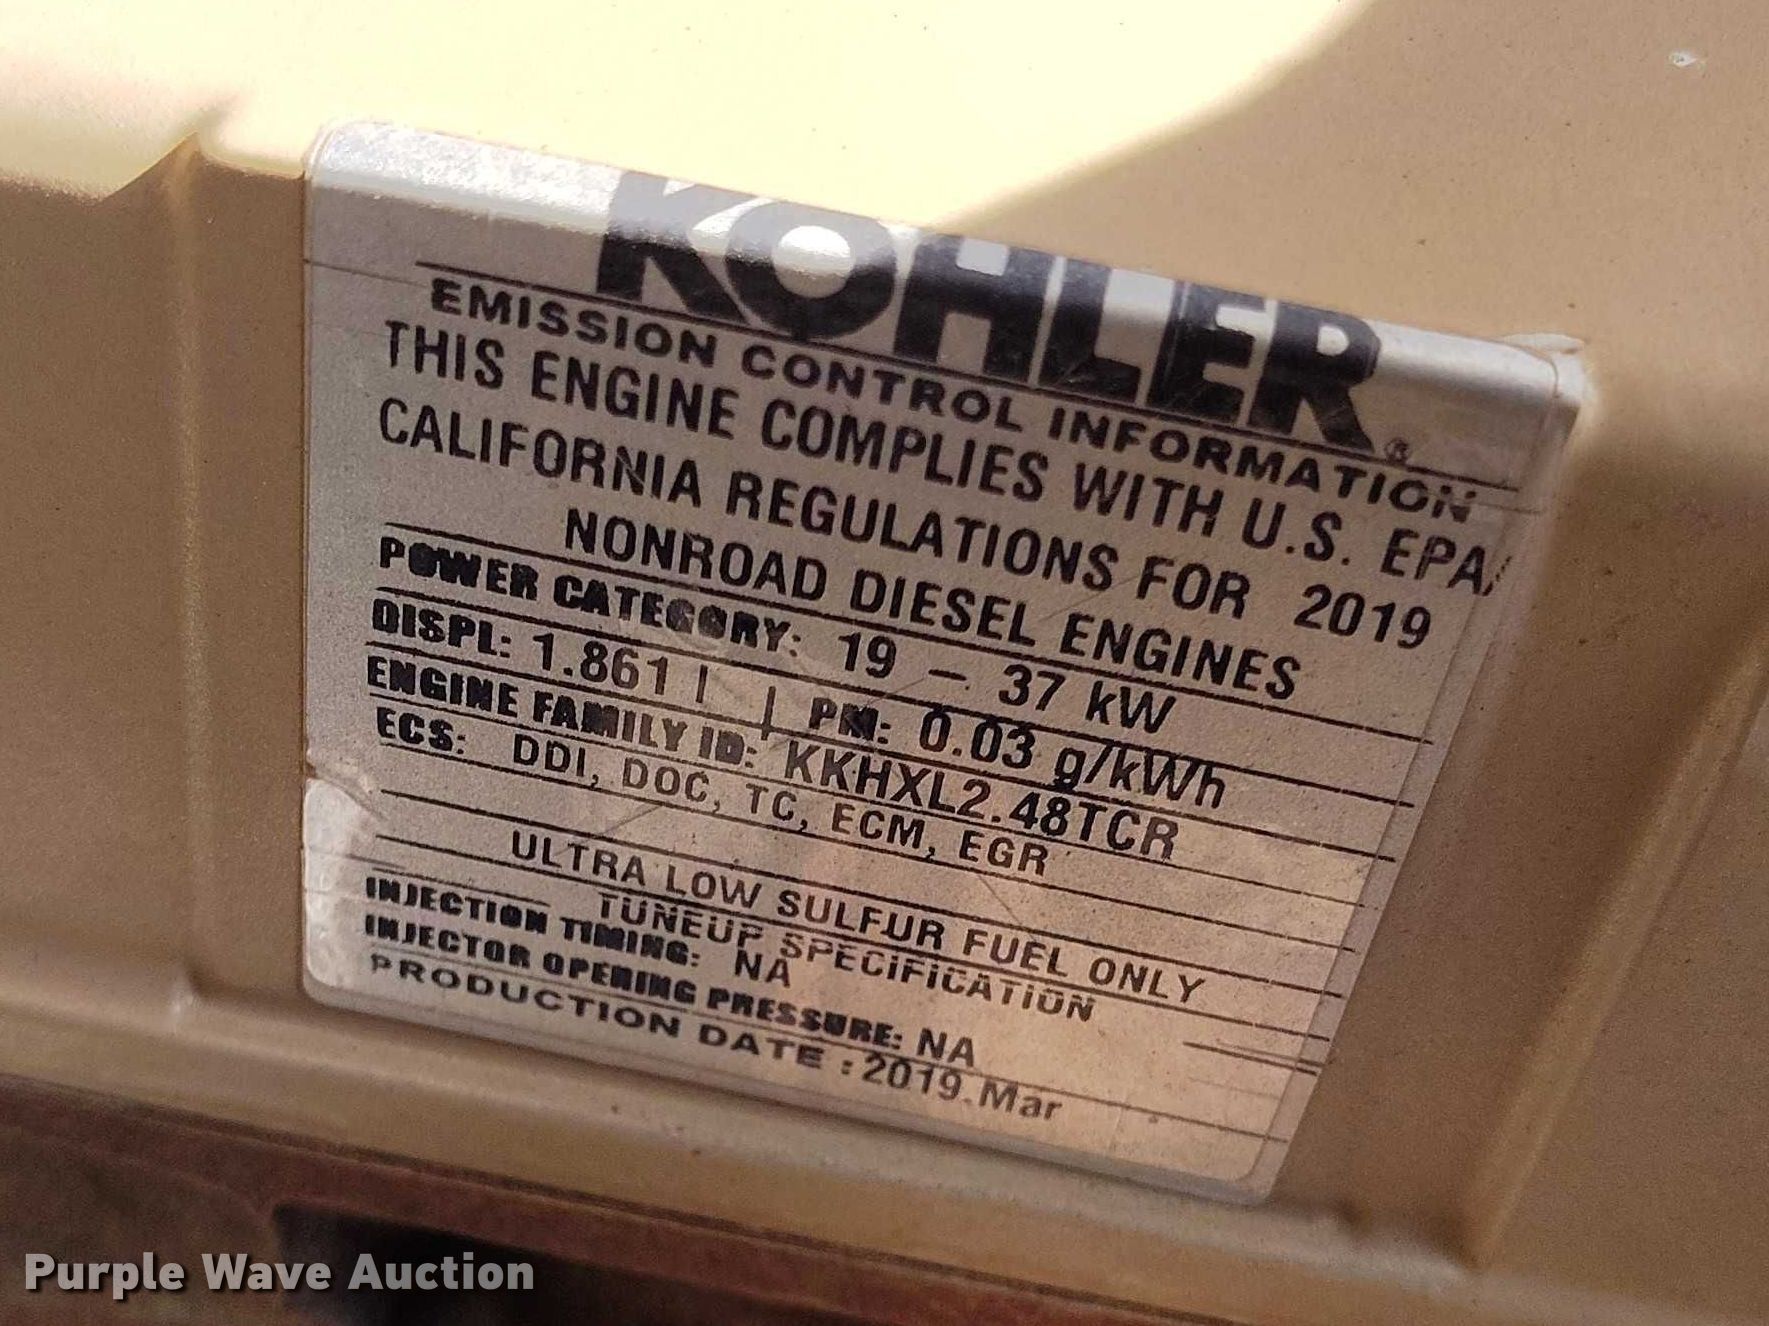 KOHLER®
EMISSION CONTROL INFORMATION
THIS ENGINE COMPLIES WITH U.S. EPA/
CALIFORNIA REGULATIONS FOR 2019
NONROAD DIESEL ENGINES
POWER CATEGORY: 19 – 37 kW
DISPL: 1.861 l | PM: 0.03 g/kWh
ENGINE FAMILY ID: KKHXL2.48TCR
ECS: DDI, DOC, TC, ECM, EGR
ULTRA LOW SULFUR FUEL ONLY
TUNEUP SPECIFICATION
INJECTION TIMING: NA
INJECTOR OPENING PRESSURE: NA
PRODUCTION DATE : 2019.Mar
Purple Wave Auction